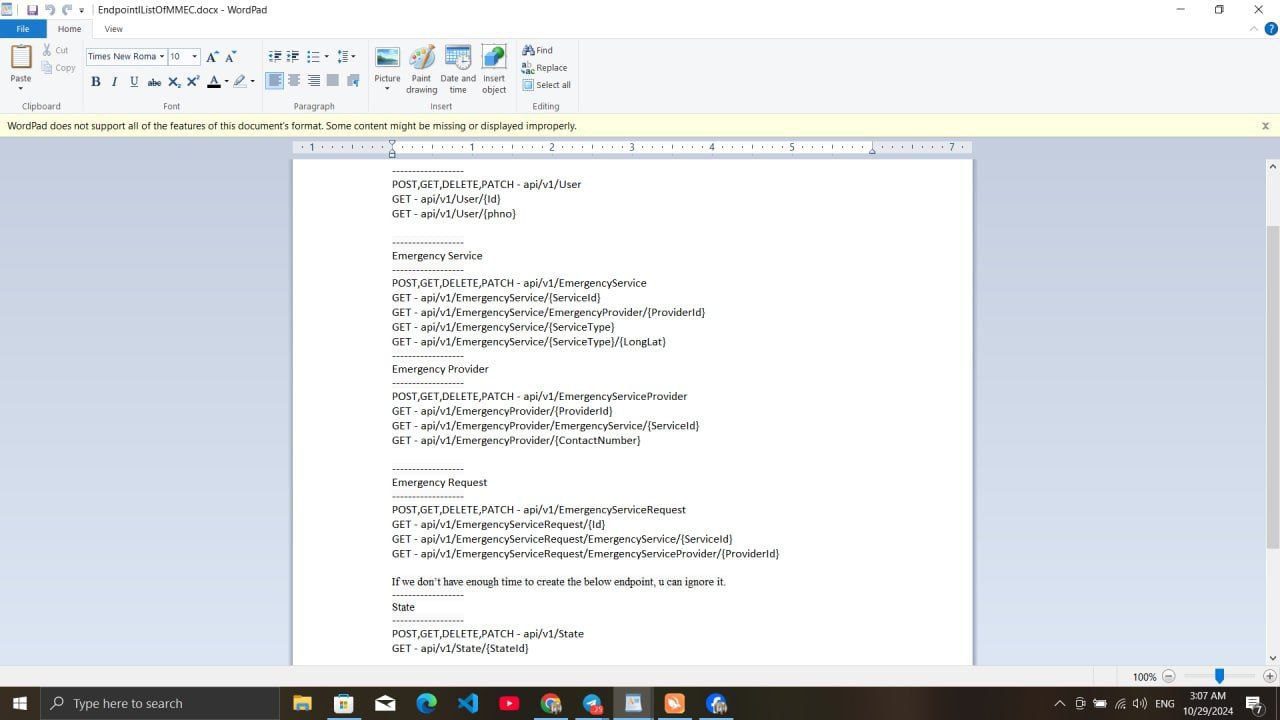 EndpointListOfMMEC.docx - WordPad
File
Home
View
Paste
Cut
Copy
Clipboard
Times New Roma
10
Font
Paragraph
Picture
Paint drawing
Date and time
Insert object
Insert
Find
Replace
Select all
Editing
WordPad does not support all of the features of this document's format. Some content might be missing or displayed improperly.
1 1 2 3 4 5 7
------------------
POST,GET,DELETE,PATCH - api/v1/User
GET - api/v1/User/{Id}
GET - api/v1/User/{phno}
------------------
Emergency Service
------------------
POST,GET,DELETE,PATCH - api/v1/EmergencyService
GET - api/v1/EmergencyService/{ServiceId}
GET - api/v1/EmergencyService/EmergencyProvider/{ProviderId}
GET - api/v1/EmergencyService/{ServiceType}
GET - api/v1/EmergencyService/{ServiceType}/{LongLat}
------------------
Emergency Provider
------------------
POST,GET,DELETE,PATCH - api/v1/EmergencyServiceProvider
GET - api/v1/EmergencyProvider/{ProviderId}
GET - api/v1/EmergencyProvider/EmergencyService/{ServiceId}
GET - api/v1/EmergencyProvider/{ContactNumber}
------------------
Emergency Request
------------------
POST,GET,DELETE,PATCH - api/v1/EmergencyServiceRequest
GET - api/v1/EmergencyServiceRequest/{Id}
GET - api/v1/EmergencyServiceRequest/EmergencyService/{ServiceId}
GET - api/v1/EmergencyServiceRequest/EmergencyServiceProvider/{ProviderId}
If we don't have enough time to create the below endpoint, u can ignore it.
------------------
State
------------------
POST,GET,DELETE,PATCH - api/v1/State
GET - api/v1/State/{StateId}
100%
Type here to search
ENG
3:07 AM
10/29/2024